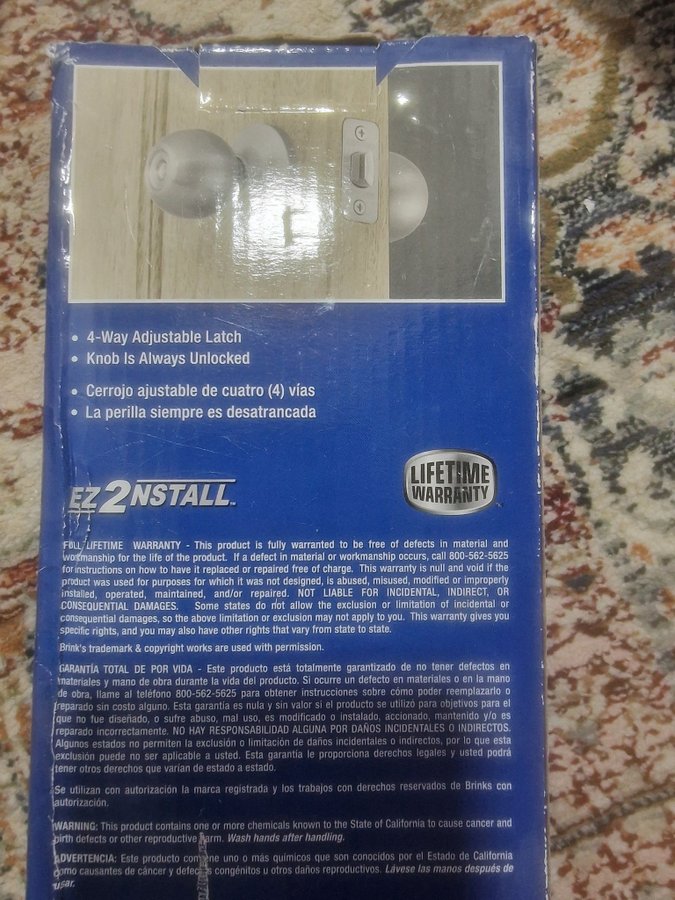 • 4-Way Adjustable Latch
• Knob Is Always Unlocked
• Cerrojo ajustable de cuatro (4) vías
• La perilla siempre es desatrancada
LIFETIME
WARRANTY
EZ2NSTALL™
FULL LIFETIME WARRANTY - This product is fully warranted to be free of defects in material and
workmanship for the life of the product. If a defect in material or workmanship occurs, call 800-562-5625
for instructions on how to have it replaced or repaired free of charge. This warranty is null and void if the
product was used for purposes for which it was not designed, is abused, misused, modified or improperly
installed, operated, maintained, and/or repaired. NOT LIABLE FOR INCIDENTAL, INDIRECT, OR
CONSEQUENTIAL DAMAGES. Some states do not allow the exclusion or limitation of incidental or
consequential damages, so the above limitation or exclusion may not apply to you. This warranty gives you
specific rights, and you may also have other rights that vary from state to state.
Brink's trademark & copyright works are used with permission.
GARANTÍA TOTAL DE POR VIDA - Este producto está totalmente garantizado de no tener defectos en
materiales y mano de obra durante la vida del producto. Si ocurre un defecto en materiales o en la mano
de obra, llame al teléfono 800-562-5625 para obtener instrucciones sobre cómo poder reemplazarlo o
reparado sin costo alguno. Esta garantía es nula y sin valor si el producto se utilizó para objetivos para el
que no fue diseñado, o sufre abuso, mal uso, es modificado o instalado, accionado, mantenido y/o es
reparado incorrectamente. NO HAY RESPONSABILIDAD ALGUNA POR DAÑOS INCIDENTALES O INDIRECTOS.
Algunos estados no permiten la exclusión o limitación de daños incidentales o indirectos, por lo que esta
exclusión puede no ser aplicable a usted. Esta garantía le proporciona derechos legales y usted podrá
tener otros derechos que varían de estado a estado.
Se utilizan con autorización la marca registrada y los trabajos con derechos reservados de Brinks con
autorización.
WARNING: This product contains one or more chemicals known to the State of California to cause cancer and
birth defects or other reproductive harm. Wash hands after handling.
ADVERTENCIA: Este producto contiene uno o más químicos que son conocidos por el Estado de California
como causantes de cáncer y defectos congénitos u otros daños reproductivos. Lávese las manos después de
usar.